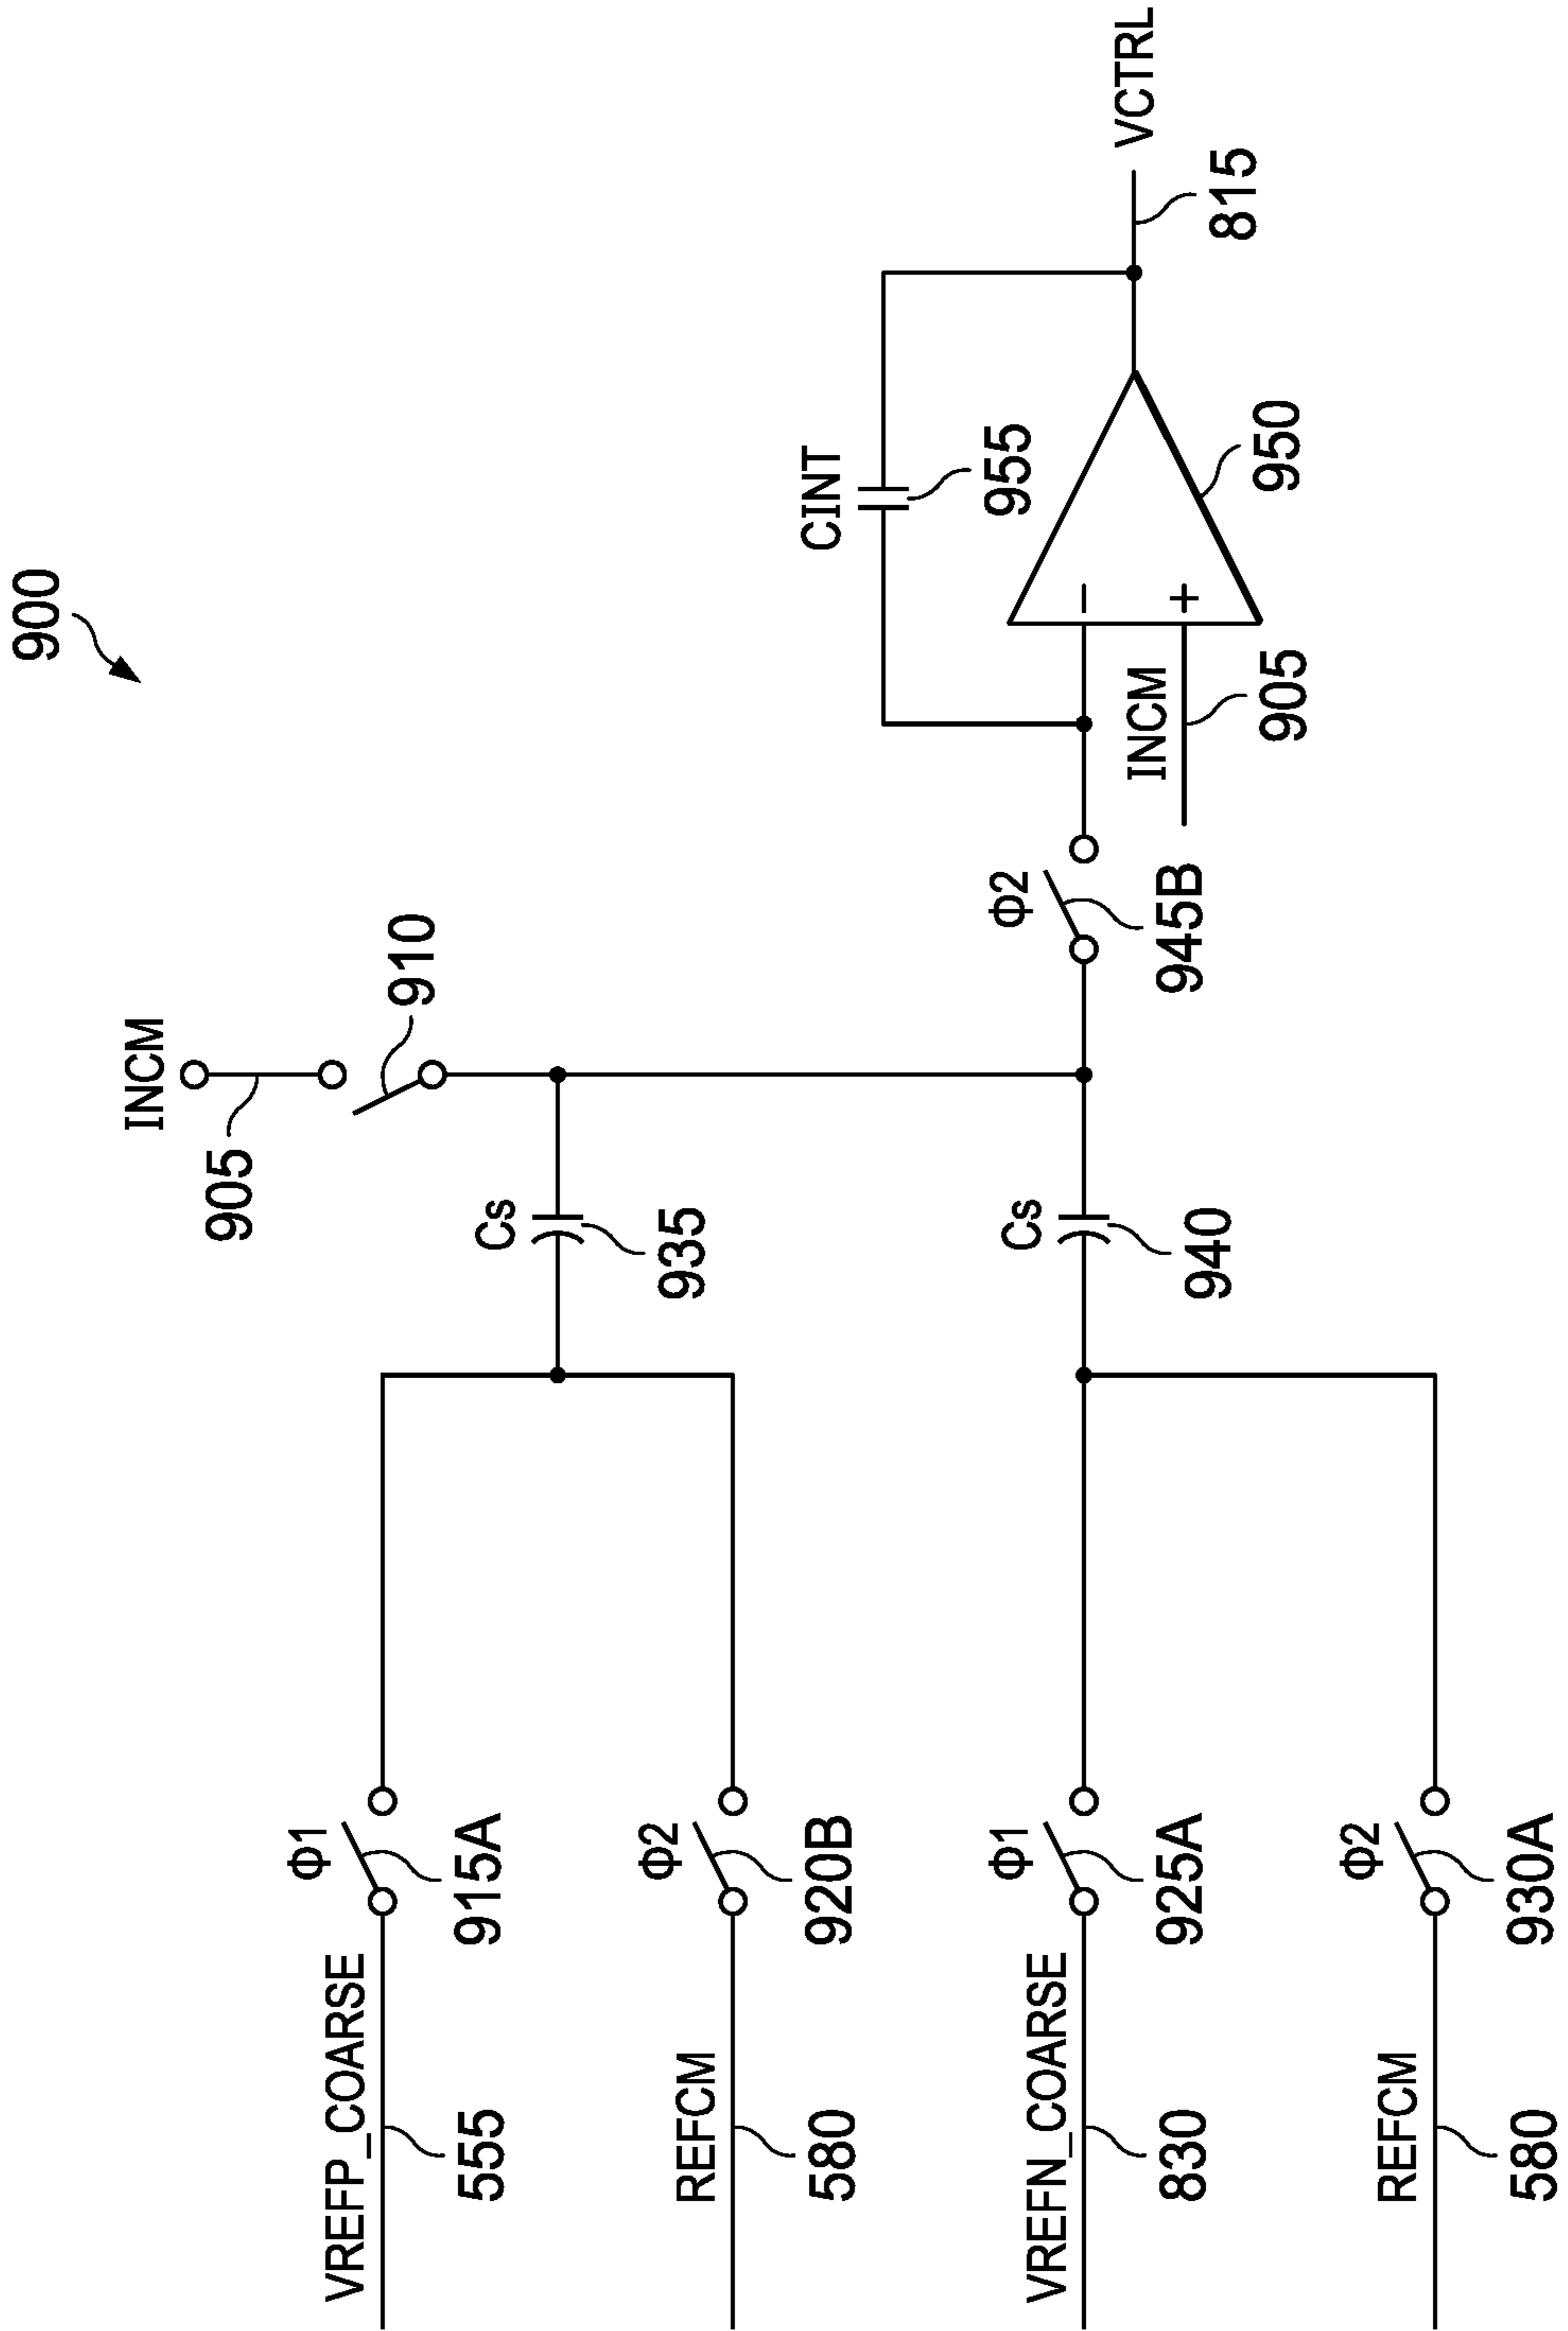 900
INCM
905
910
VREFP_COARSE
555
Φ1
915A
Cs
935
REFCM
580
Φ2
920B
VREFN_COARSE
830
Φ1
925A
Cs
940
REFCM
580
Φ2
930A
Φ2
945B
CINT
955
INCM
905
−
+
950
VCTRL
815